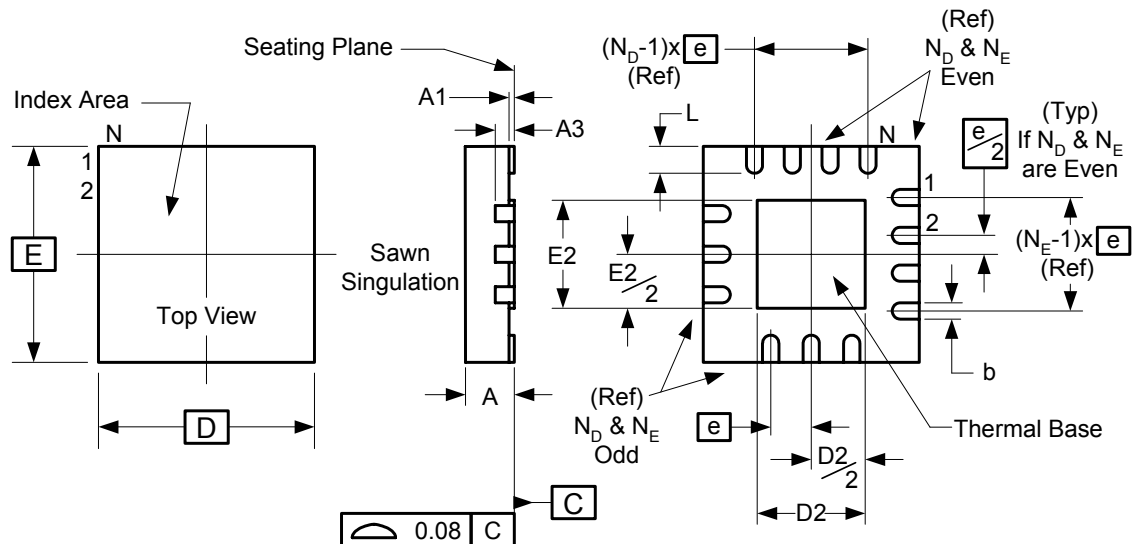 Seating Plane
Index Area
N
1
2
E
Top View
D
A1
A3
Sawn
Singulation
A
C
0.08 C
(N_D-1)x e
(Ref)
(Ref)
N_D & N_E
Even
L
N
e/2
(Typ)
If N_D & N_E
are Even
1
2
(N_E-1)x e
(Ref)
E2
E2/2
b
(Ref)
N_D & N_E
Odd
e
Thermal Base
D2/2
D2